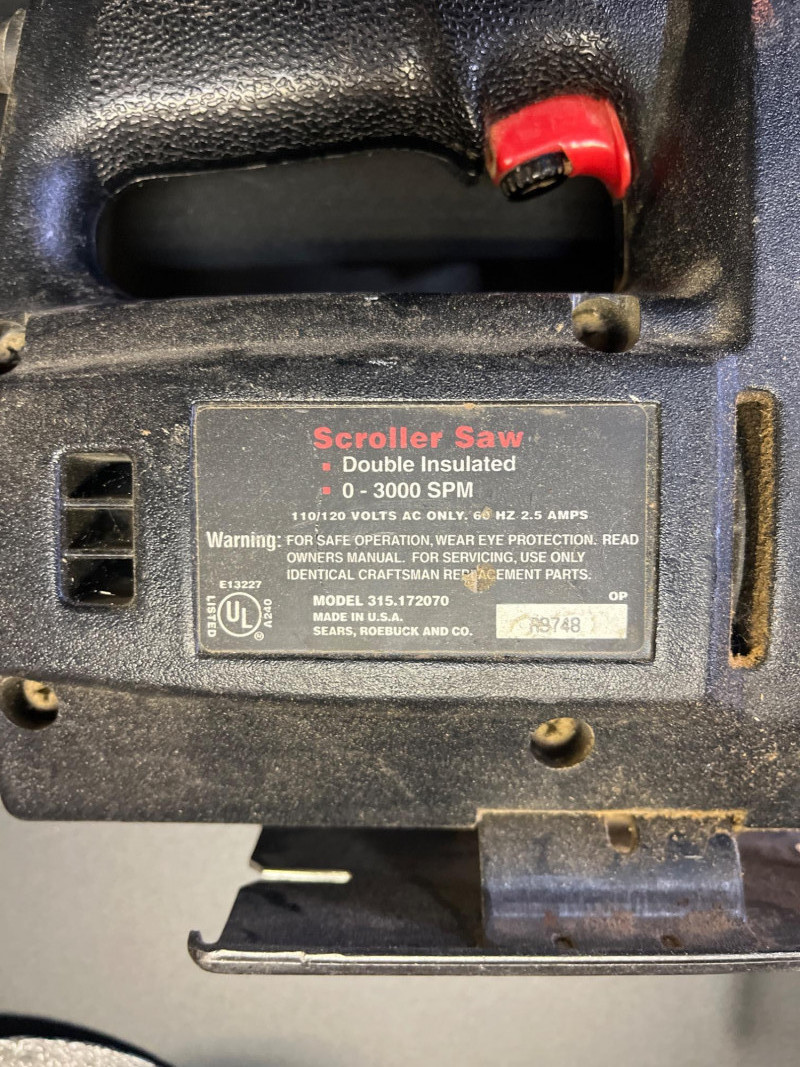 Scroller Saw
▪ Double Insulated
▪ 0 - 3000 SPM
110/120 VOLTS AC ONLY. 60 HZ 2.5 AMPS
Warning: FOR SAFE OPERATION, WEAR EYE PROTECTION. READ
OWNERS MANUAL. FOR SERVICING, USE ONLY
IDENTICAL CRAFTSMAN REPLACEMENT PARTS.
E13227
LISTED UL ® A240
MODEL 315.172070
MADE IN U.S.A.
SEARS, ROEBUCK AND CO.
OP